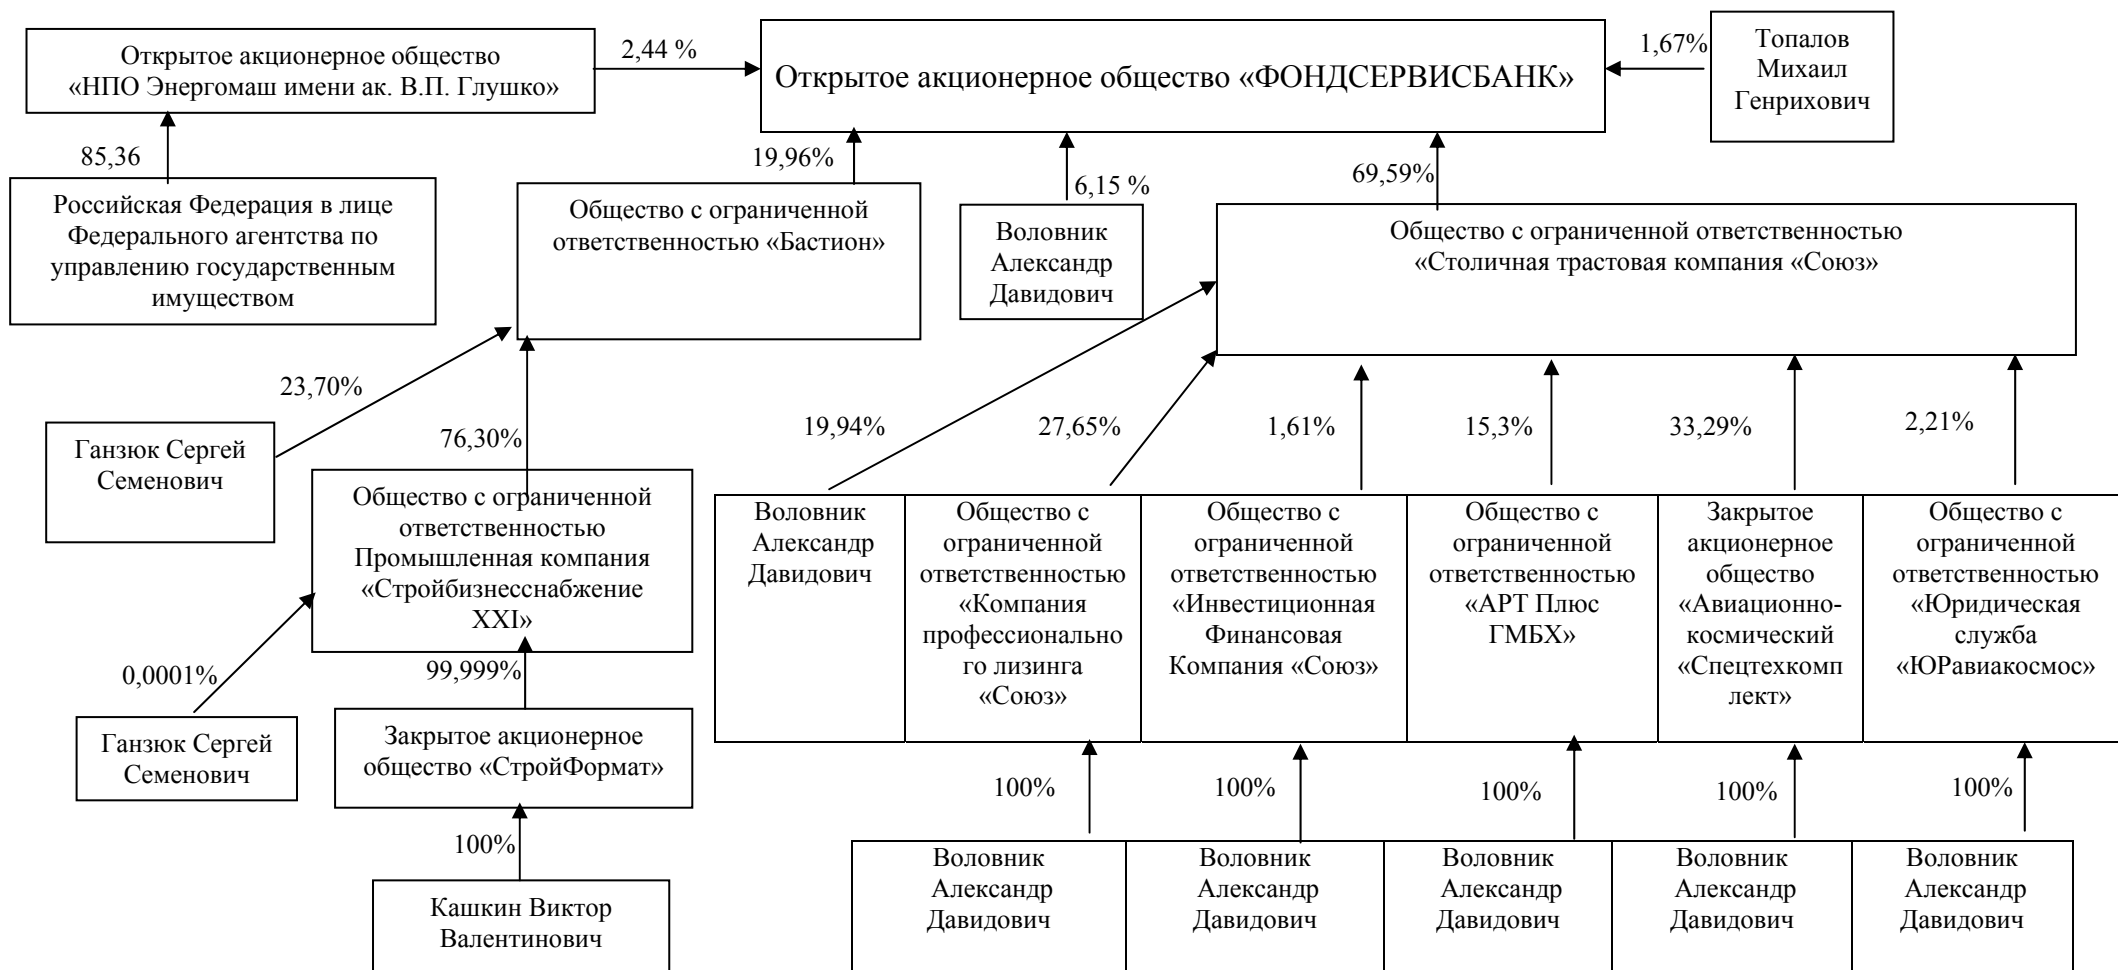 Открытое акционерное общество
«НПО Энергомаш имени ак. В.П. Глушко»
2,44 %
Открытое акционерное общество «ФОНДСЕРВИСБАНК»
1,67%
Топалов
Михаил
Генрихович
85,36
19,96%
6,15 %
69,59%
Российская Федерация в лице
Федерального агентства по
управлению государственным
имуществом
Общество с ограниченной
ответственностью «Бастион»
Воловник
Александр
Давидович
Общество с ограниченной ответственностью
«Столичная трастовая компания «Союз»
23,70%
76,30%
19,94%
27,65%
1,61%
15,3%
33,29%
2,21%
Ганзюк Сергей
Семенович
Общество с ограниченной
ответственностью
Промышленная компания
«Стройбизнесснабжение
XXI»
Воловник
Александр
Давидович
Общество с
ограниченной
ответственностью
«Компания
профессионально
го лизинга
«Союз»
Общество с
ограниченной
ответственностью
«Инвестиционная
Финансовая
Компания «Союз»
Общество с
ограниченной
ответственностью
«АРТ Плюс
ГМБХ»
Закрытое
акционерное
общество
«Авиационно-
космический
«Спецтехкомп
лект»
Общество с
ограниченной
ответственностью
«Юридическая
служба
«ЮРавиакосмос»
0,0001%
99,999%
Ганзюк Сергей
Семенович
Закрытое акционерное
общество «СтройФормат»
100%
100%
100%
100%
100%
100%
Кашкин Виктор
Валентинович
Воловник
Александр
Давидович
Воловник
Александр
Давидович
Воловник
Александр
Давидович
Воловник
Александр
Давидович
Воловник
Александр
Давидович